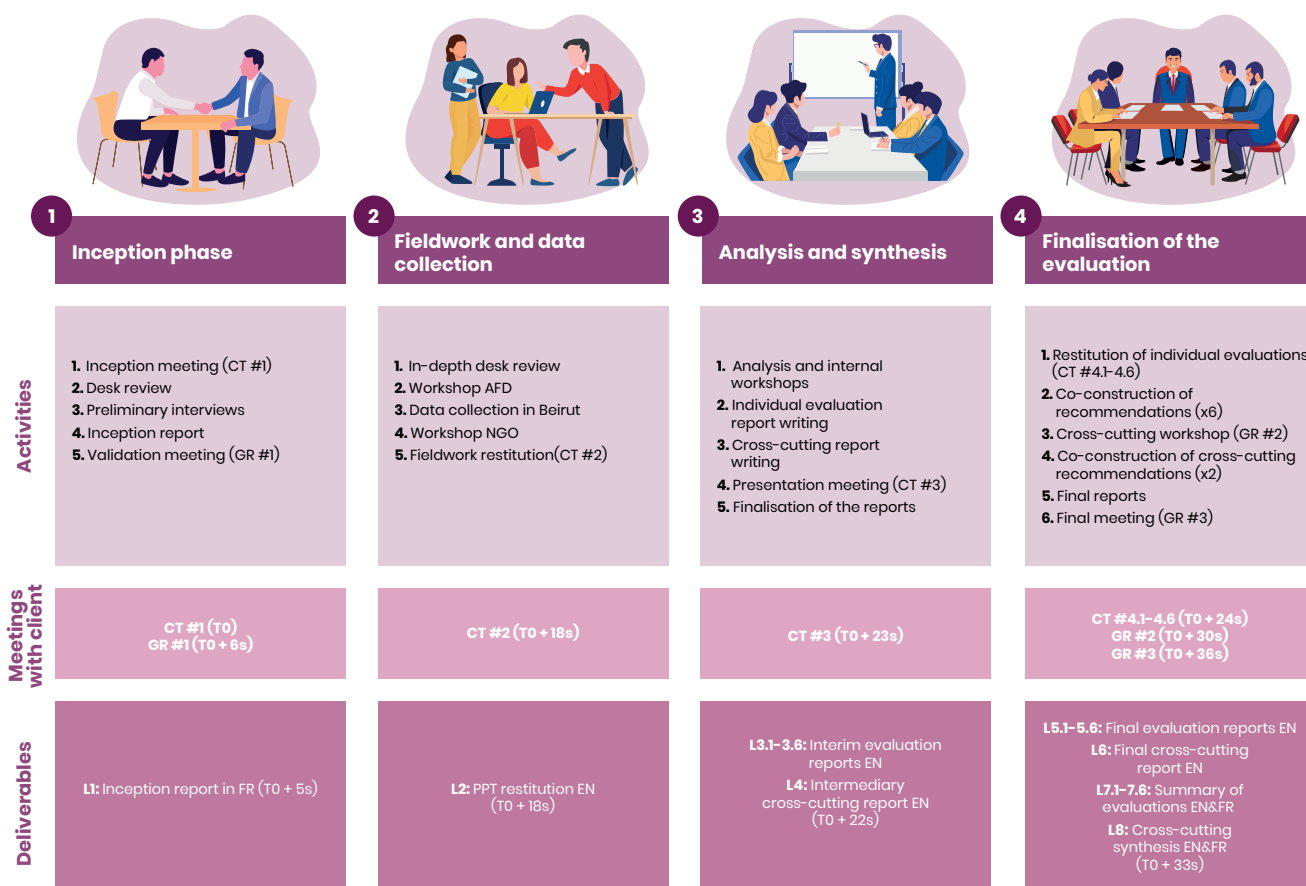 1
Inception phase
2
Fieldwork and data
collection
3
Analysis and synthesis
4
Finalisation of the
evaluation
Activities
1. Inception meeting (CT #1)
2. Desk review
3. Preliminary interviews
4. Inception report
5. Validation meeting (GR #1)
1. In-depth desk review
2. Workshop AFD
3. Data collection in Beirut
4. Workshop NGO
5. Fieldwork restitution(CT #2)
1. Analysis and internal
workshops
2. Individual evaluation
report writing
3. Cross-cutting report
writing
4. Presentation meeting (CT #3)
5. Finalisation of the reports
1. Restitution of individual evaluations
(CT #4.1-4.6)
2. Co-construction of
recommendations (x6)
3. Cross-cutting workshop (GR #2)
4. Co-construction of cross-cutting
recommendations (x2)
5. Final reports
6. Final meeting (GR #3)
Meetings
with client
CT #1 (T0)
GR #1 (T0 + 6s)
CT #2 (T0 + 18s)
CT #3 (T0 + 23s)
CT #4.1-4.6 (T0 + 24s)
GR #2 (T0 + 30s)
GR #3 (T0 + 36s)
Deliverables
L1: Inception report in FR (T0 + 5s)
L2: PPT restitution EN
(T0 + 18s)
L3.1-3.6: Interim evaluation
reports EN
L4: Intermediary
cross-cutting report EN
(T0 + 22s)
L5.1-5.6: Final evaluation reports EN
L6: Final cross-cutting
report EN
L7.1-7.6: Summary of
evaluations EN&FR
L8: Cross-cutting
synthesis EN&FR
(T0 + 33s)